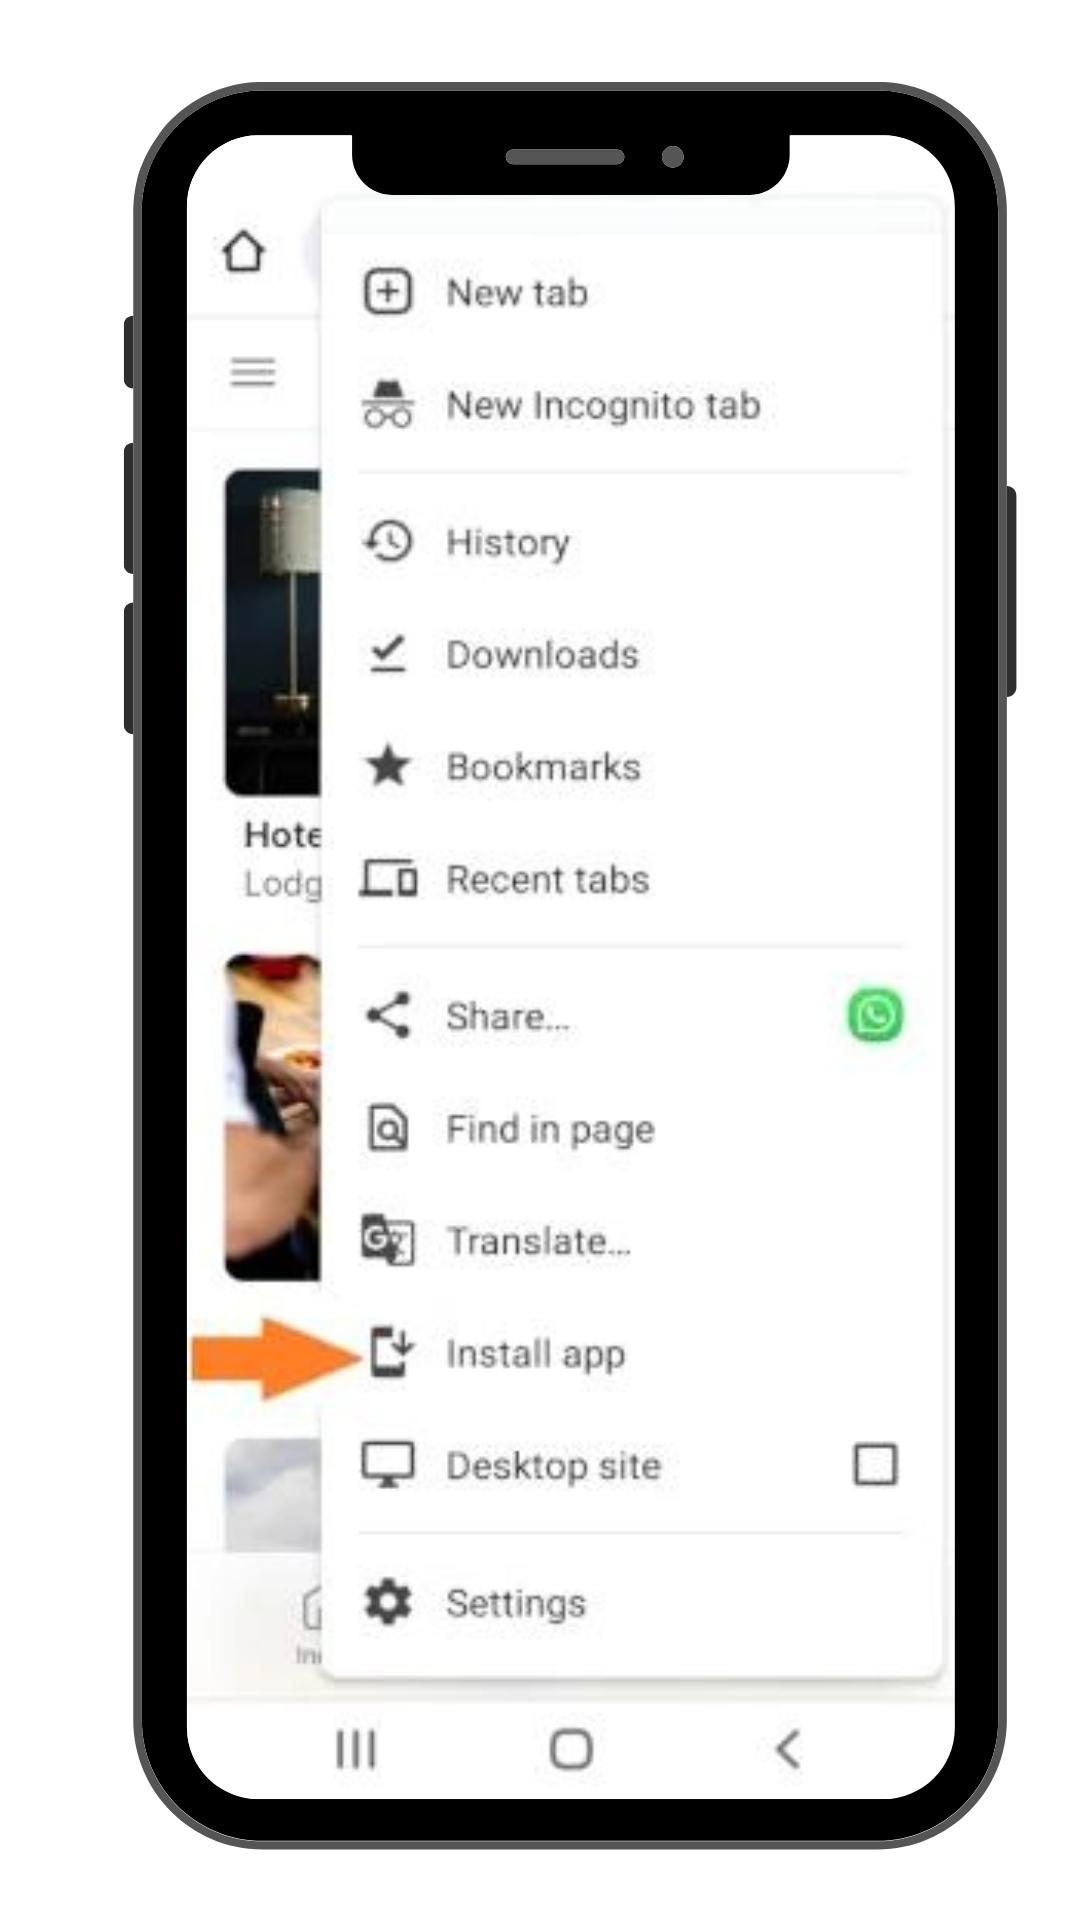 New tab
New Incognito tab
History
Downloads
Bookmarks
Hote
Lodg
Recent tabs
Share...
Find in page
Translate...
Install app
Desktop site
Settings